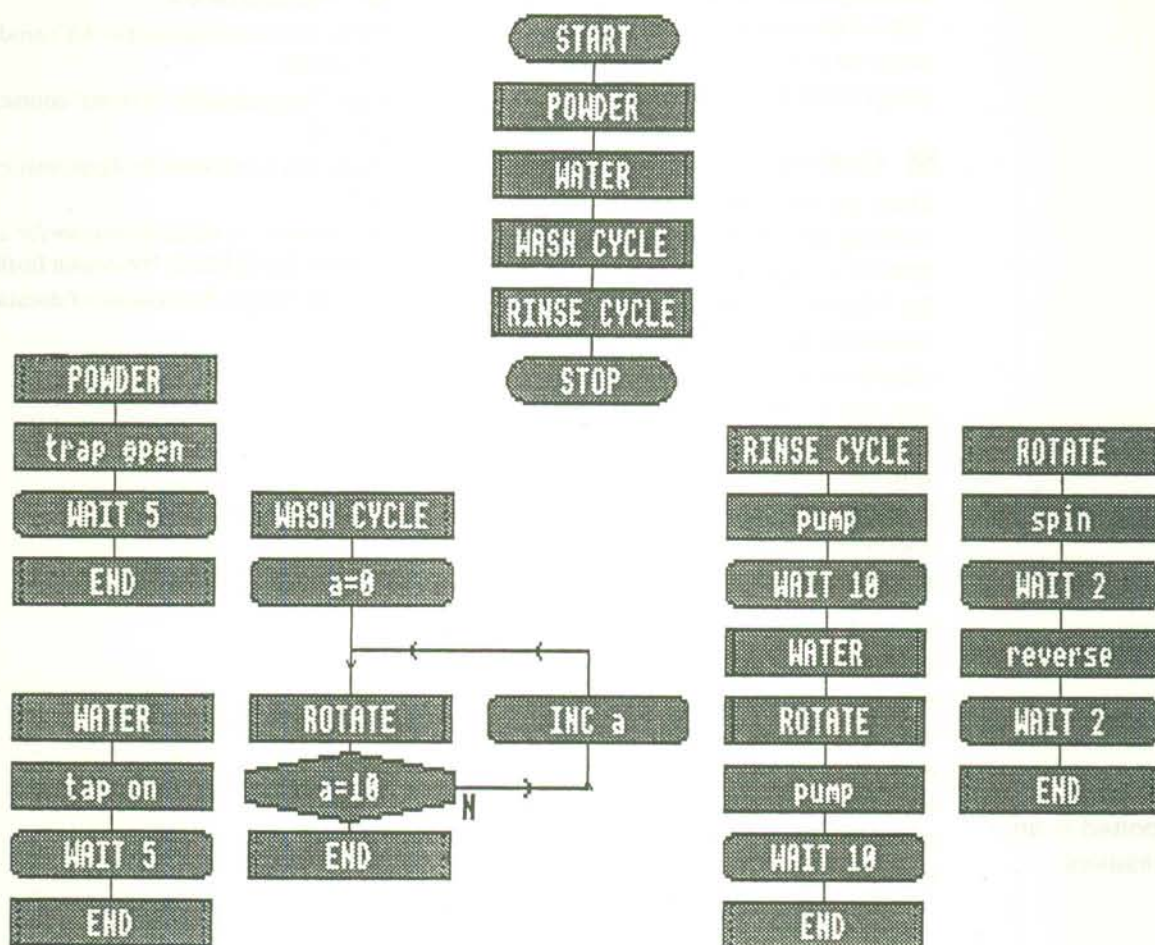 START
POWDER
WATER
WASH CYCLE
RINSE CYCLE
STOP
POWDER
trap open
WAIT 5
END
WATER
tap on
WAIT 5
END
WASH CYCLE
a=0
ROTATE
a=10
N
END
INC a
RINSE CYCLE
pump
WAIT 10
WATER
ROTATE
pump
WAIT 10
END
ROTATE
spin
WAIT 2
reverse
WAIT 2
END